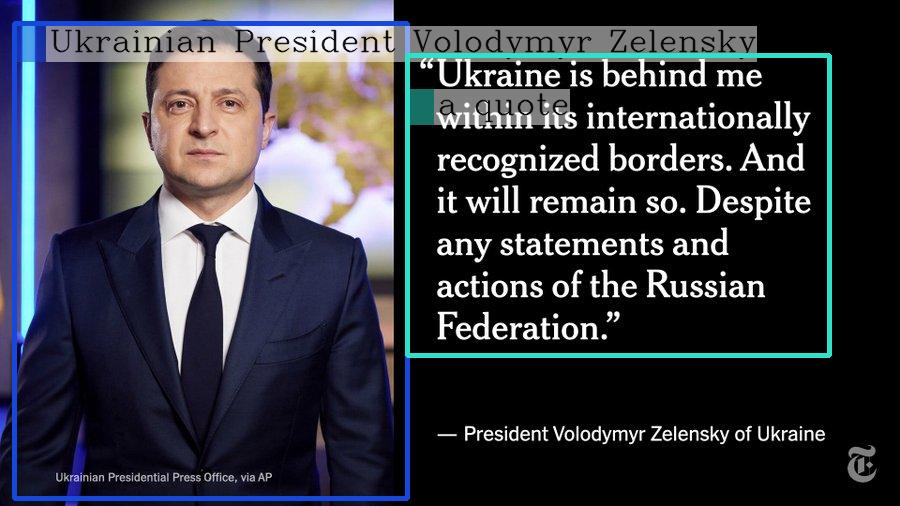 Ukrainian President Volodymyr Zelensky
“Ukraine is behind me
a quote
within its internationally
recognized borders. And
it will remain so. Despite
any statements and
actions of the Russian
Federation.”
— President Volodymyr Zelensky of Ukraine
Ukrainian Presidential Press Office, via AP
T